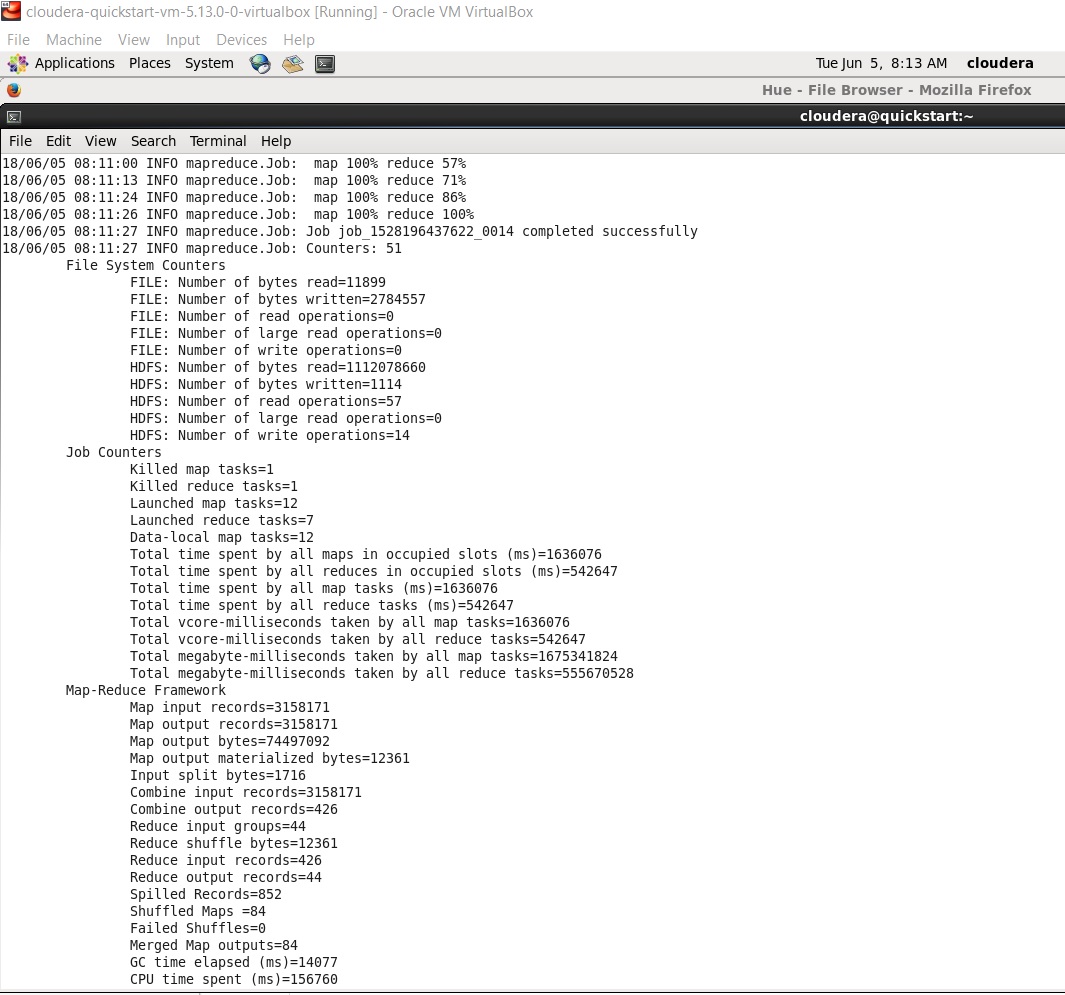 cloudera-quickstart-vm-5.13.0-0-virtualbox [Running] - Oracle VM VirtualBox
File Machine View Input Devices Help
Applications Places System Tue Jun 5, 8:13 AM cloudera
Hue - File Browser - Mozilla Firefox
cloudera@quickstart:~
File Edit View Search Terminal Help
18/06/05 08:11:00 INFO mapreduce.Job:  map 100% reduce 57%
18/06/05 08:11:13 INFO mapreduce.Job:  map 100% reduce 71%
18/06/05 08:11:24 INFO mapreduce.Job:  map 100% reduce 86%
18/06/05 08:11:26 INFO mapreduce.Job:  map 100% reduce 100%
18/06/05 08:11:27 INFO mapreduce.Job: Job job_1528196437622_0014 completed successfully
18/06/05 08:11:27 INFO mapreduce.Job: Counters: 51
File System Counters
FILE: Number of bytes read=11899
FILE: Number of bytes written=2784557
FILE: Number of read operations=0
FILE: Number of large read operations=0
FILE: Number of write operations=0
HDFS: Number of bytes read=1112078660
HDFS: Number of bytes written=1114
HDFS: Number of read operations=57
HDFS: Number of large read operations=0
HDFS: Number of write operations=14
Job Counters
Killed map tasks=1
Killed reduce tasks=1
Launched map tasks=12
Launched reduce tasks=7
Data-local map tasks=12
Total time spent by all maps in occupied slots (ms)=1636076
Total time spent by all reduces in occupied slots (ms)=542647
Total time spent by all map tasks (ms)=1636076
Total time spent by all reduce tasks (ms)=542647
Total vcore-milliseconds taken by all map tasks=1636076
Total vcore-milliseconds taken by all reduce tasks=542647
Total megabyte-milliseconds taken by all map tasks=1675341824
Total megabyte-milliseconds taken by all reduce tasks=555670528
Map-Reduce Framework
Map input records=3158171
Map output records=3158171
Map output bytes=74497092
Map output materialized bytes=12361
Input split bytes=1716
Combine input records=3158171
Combine output records=426
Reduce input groups=44
Reduce shuffle bytes=12361
Reduce input records=426
Reduce output records=44
Spilled Records=852
Shuffled Maps =84
Failed Shuffles=0
Merged Map outputs=84
GC time elapsed (ms)=14077
CPU time spent (ms)=156760